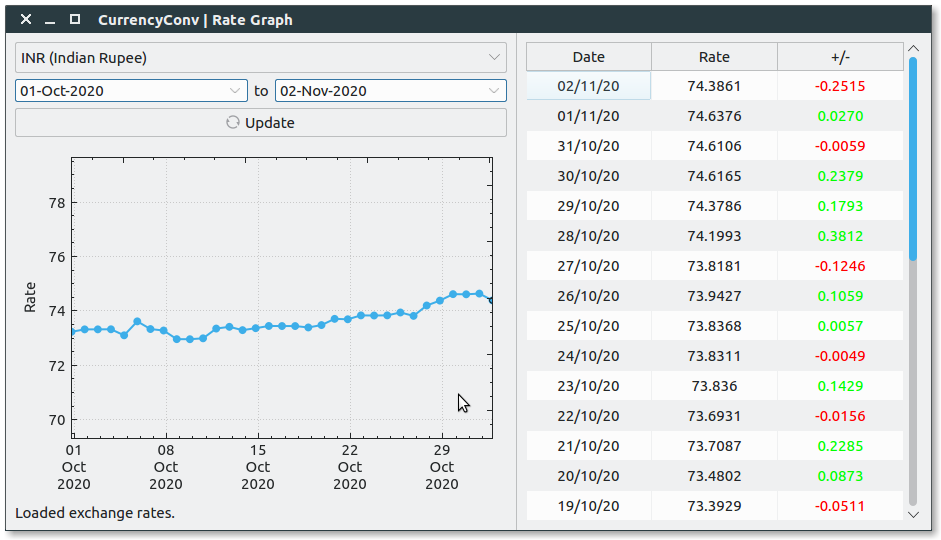 CurrencyConv | Rate Graph
INR (Indian Rupee)
01-Oct-2020 to 02-Nov-2020
Update
78
76
74
72
70
Rate
01 Oct 2020
08 Oct 2020
15 Oct 2020
22 Oct 2020
29 Oct 2020
Loaded exchange rates.
Date Rate +/-
02/11/20 74.3861 -0.2515
01/11/20 74.6376 0.0270
31/10/20 74.6106 -0.0059
30/10/20 74.6165 0.2379
29/10/20 74.3786 0.1793
28/10/20 74.1993 0.3812
27/10/20 73.8181 -0.1246
26/10/20 73.9427 0.1059
25/10/20 73.8368 0.0057
24/10/20 73.8311 -0.0049
23/10/20 73.836 0.1429
22/10/20 73.6931 -0.0156
21/10/20 73.7087 0.2285
20/10/20 73.4802 0.0873
19/10/20 73.3929 -0.0511